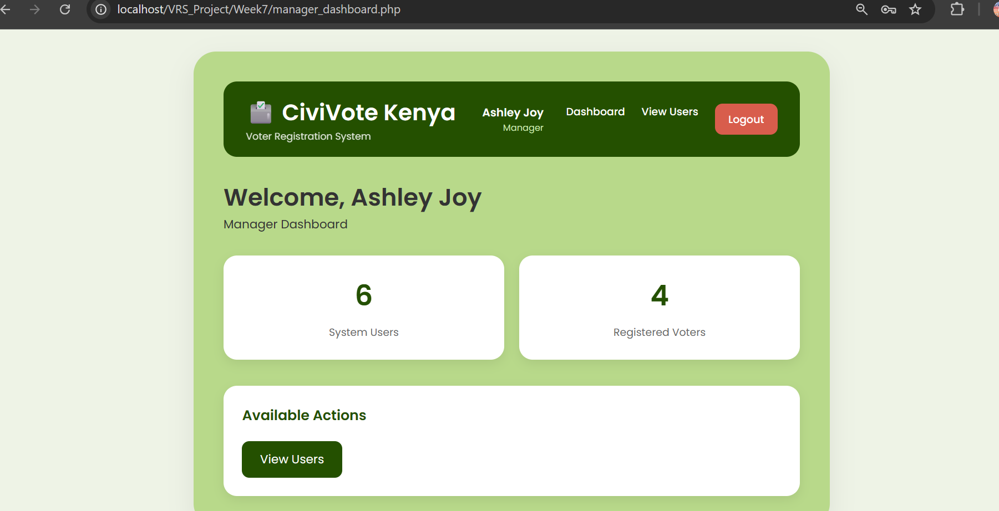 localhost/VRS_Project/Week7/manager_dashboard.php
CiviVote Kenya
Voter Registration System
Ashley Joy
Manager
Dashboard
View Users
Logout
Welcome, Ashley Joy
Manager Dashboard
6
System Users
4
Registered Voters
Available Actions
View Users